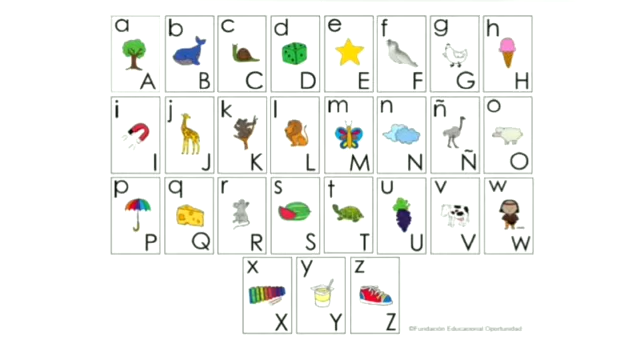 a b c d e f g h
A B C D E F G H
i j k l m n ñ o
I J K L M N Ñ O
p q r s t u v w
P Q R S T U V W
x y z
X Y Z
©Fundación Educacional Oportunidad